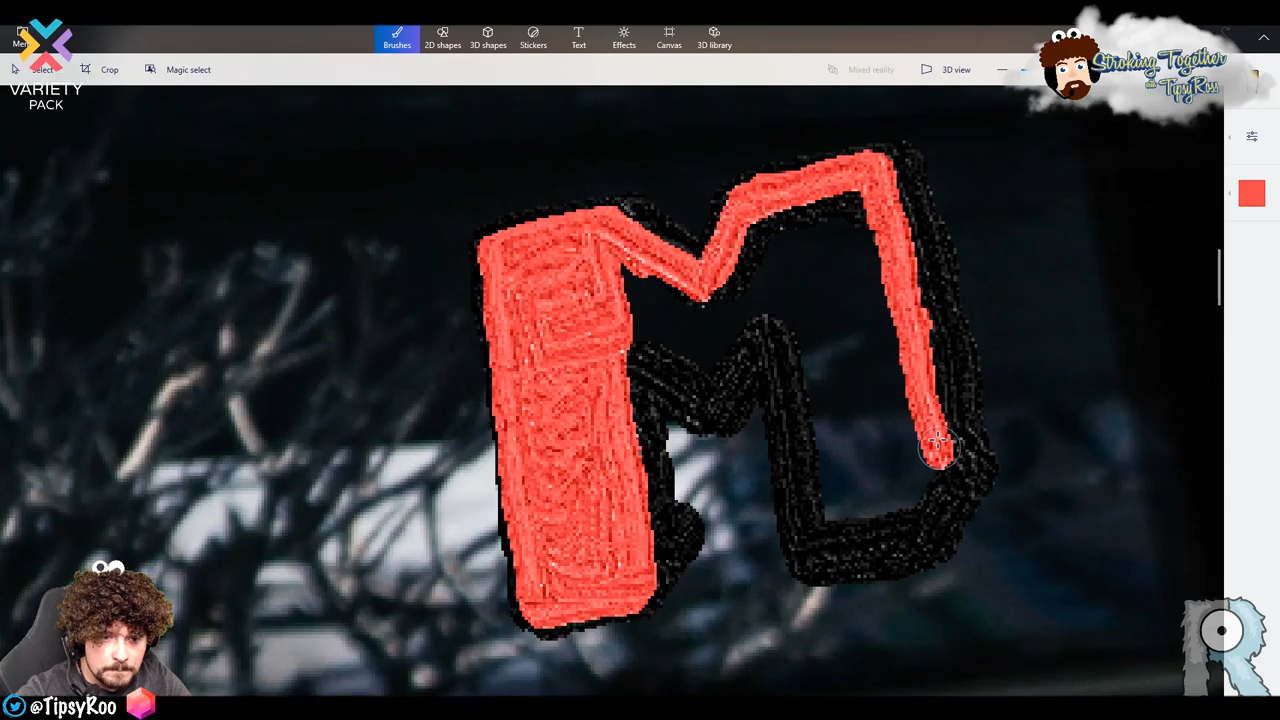 Brushes
2D shapes
3D shapes
Stickers
Text
Effects
Canvas
3D library
Select
Crop
Magic select
Mixed reality
3D view
VARIETY
PACK
Stroking Together
with TipsyRoss
M
@TipsyRoo
R